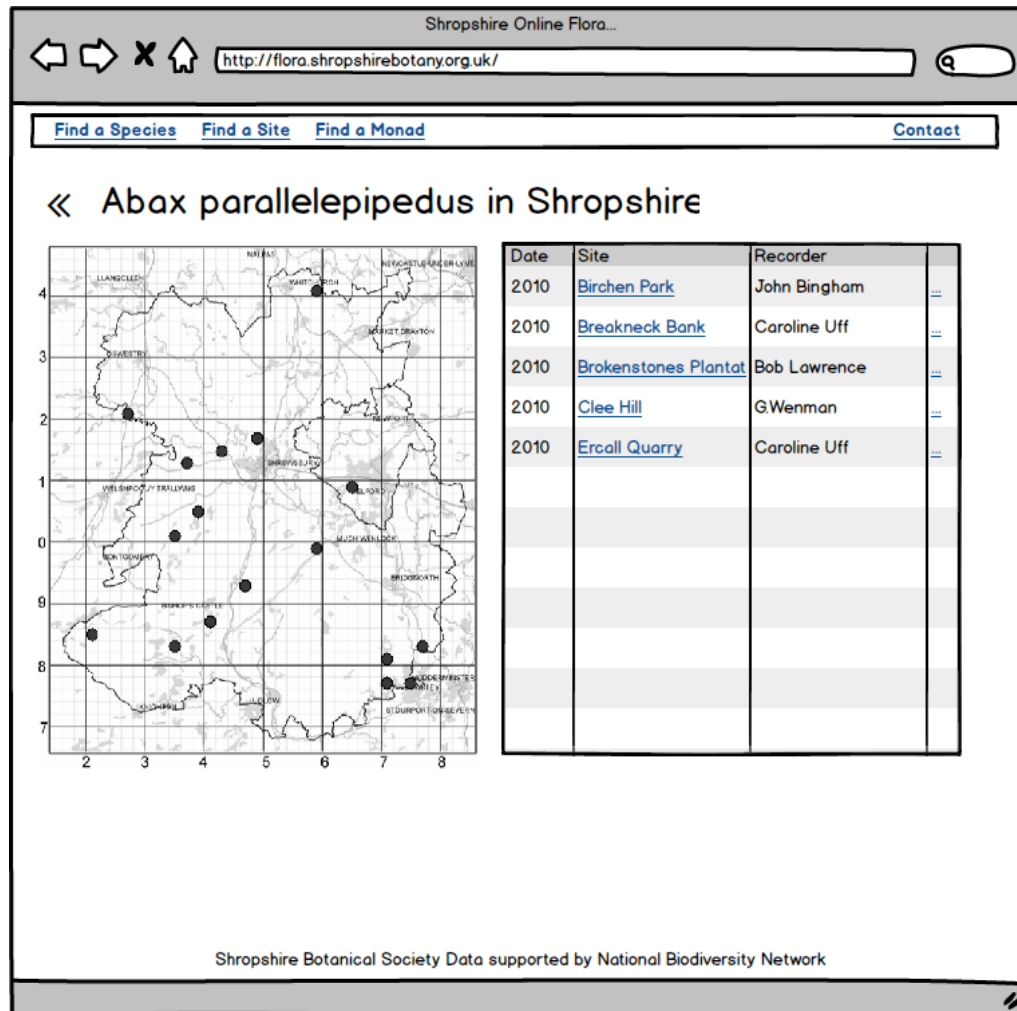 Shropshire Online Flora...
http://flora.shropshirebotany.org.uk/
Find a Species Find a Site Find a Monad Contact
« Abax parallelepipedus in Shropshire
MALPAS
NEWCASTLE-UNDER-LYME
LLANGOLLEN
WHITCHURCH
4
MARKET DRAYTON
3
OSWESTRY
2
NEWPORT
SHREWSBURY
1
WELSHPOOL/Y TRALLWNG
TELFORD
0
MUCH WENLOCK
MONTGOMERY
BRIDGNORTH
9
BISHOP'S CASTLE
8
KIDDERMINSTER
LUDLOW
KNIGHTON
STOURPORT-ON-SEVERN
7
2 3 4 5 6 7 8
Date Site Recorder
2010 Birchen Park John Bingham ...
2010 Breakneck Bank Caroline Uff ...
2010 Brokenstones Plantat Bob Lawrence ...
2010 Clee Hill G.Wenman ...
2010 Ercall Quarry Caroline Uff ...
Shropshire Botanical Society Data supported by National Biodiversity Network